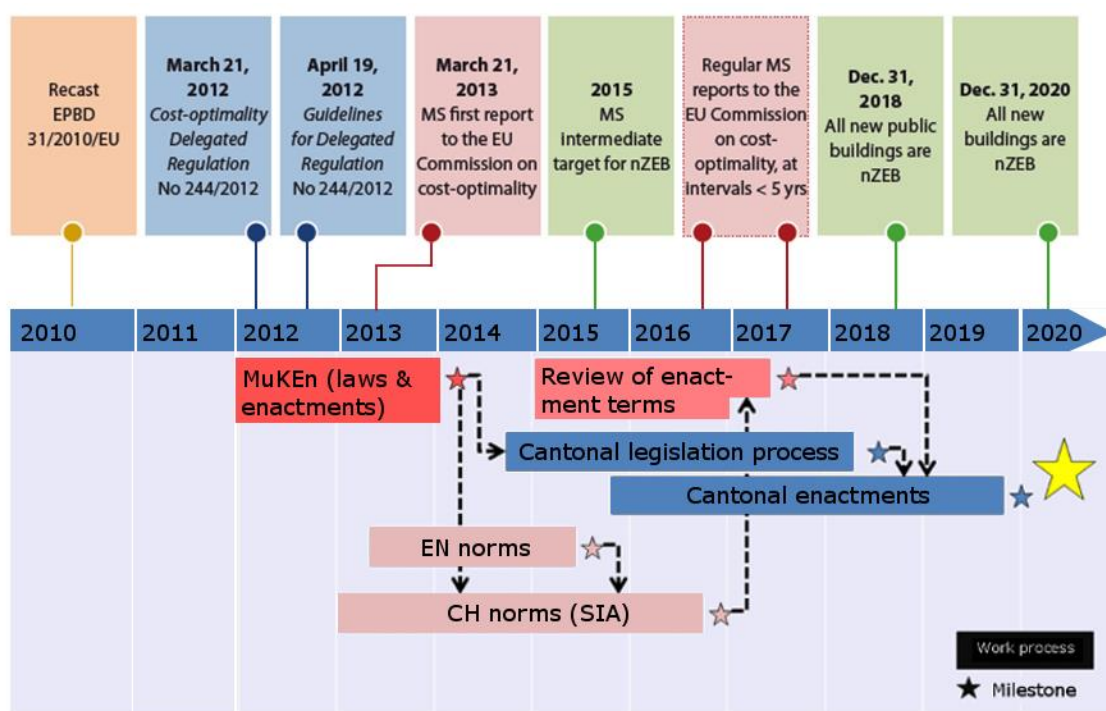 Recast
EPBD
31/2010/EU
March 21,
2012
Cost-optimality
Delegated
Regulation
No 244/2012
April 19,
2012
Guidelines
for Delegated
Regulation
No 244/2012
March 21,
2013
MS first report
to the EU
Commission on
cost-optimality
2015
MS
intermediate
target for nZEB
Regular MS
reports to the
EU Commission
on cost-
optimality, at
intervals < 5 yrs
Dec. 31,
2018
All new public
buildings are
nZEB
Dec. 31, 2020
All new
buildings are
nZEB
2010 2011 2012 2013 2014 2015 2016 2017 2018 2019 2020
MuKEn (laws &
enactments)
Review of enact-
ment terms
Cantonal legislation process
Cantonal enactments
EN norms
CH norms (SIA)
Work process
Milestone